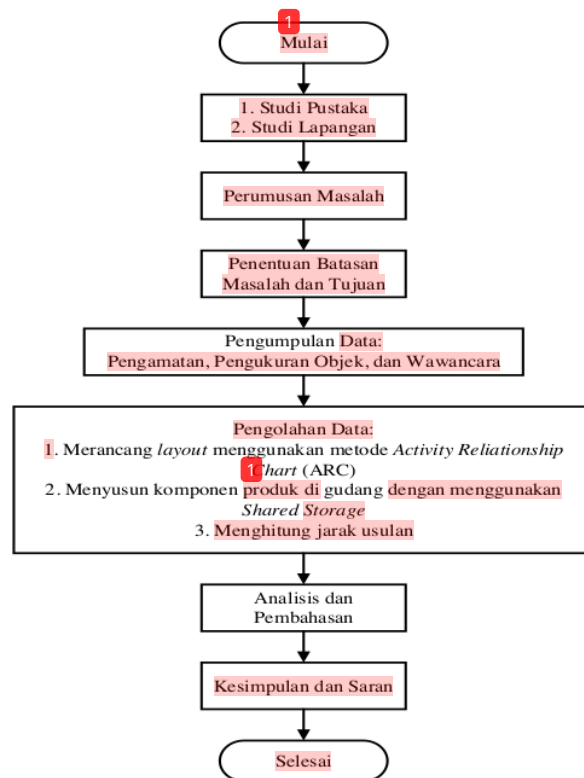 1
Mulai
1. Studi Pustaka
2. Studi Lapangan
Perumusan Masalah
Penentuan Batasan
Masalah dan Tujuan
Pengumpulan Data:
Pengamatan, Pengukuran Objek, dan Wawancara
Pengolahan Data:
1. Merancang layout menggunakan metode Activity Reliationship
1
Chart (ARC)
2. Menyusun komponen produk di gudang dengan menggunakan
Shared Storage
3. Menghitung jarak usulan
Analisis dan
Pembahasan
Kesimpulan dan Saran
Selesai